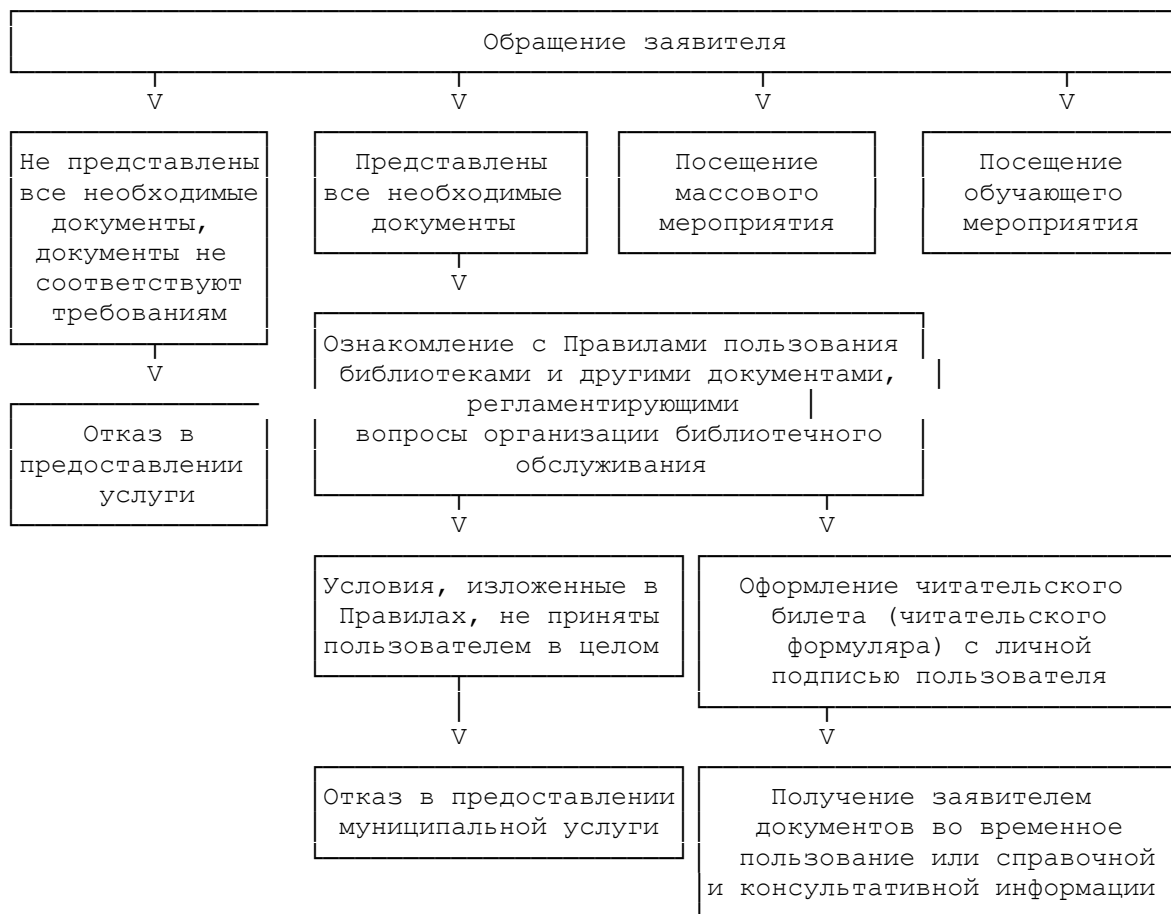 Обращение заявителя
V
V
V
V
Не представлены
все необходимые
документы,
документы не
соответствуют
требованиям
Представлены
все необходимые
документы
Посещение
массового
мероприятия
Посещение
обучающего
мероприятия
V
V
Отказ в
предоставлении
услуги
Ознакомление с Правилами пользования
библиотеками и другими документами,
регламентирующими
вопросы организации библиотечного
обслуживания
V
V
Условия, изложенные в
Правилах, не приняты
пользователем в целом
Оформление читательского
билета (читательского
формуляра) с личной
подписью пользователя
V
V
Отказ в предоставлении
муниципальной услуги
Получение заявителем
документов во временное
пользование или справочной
и консультативной информации